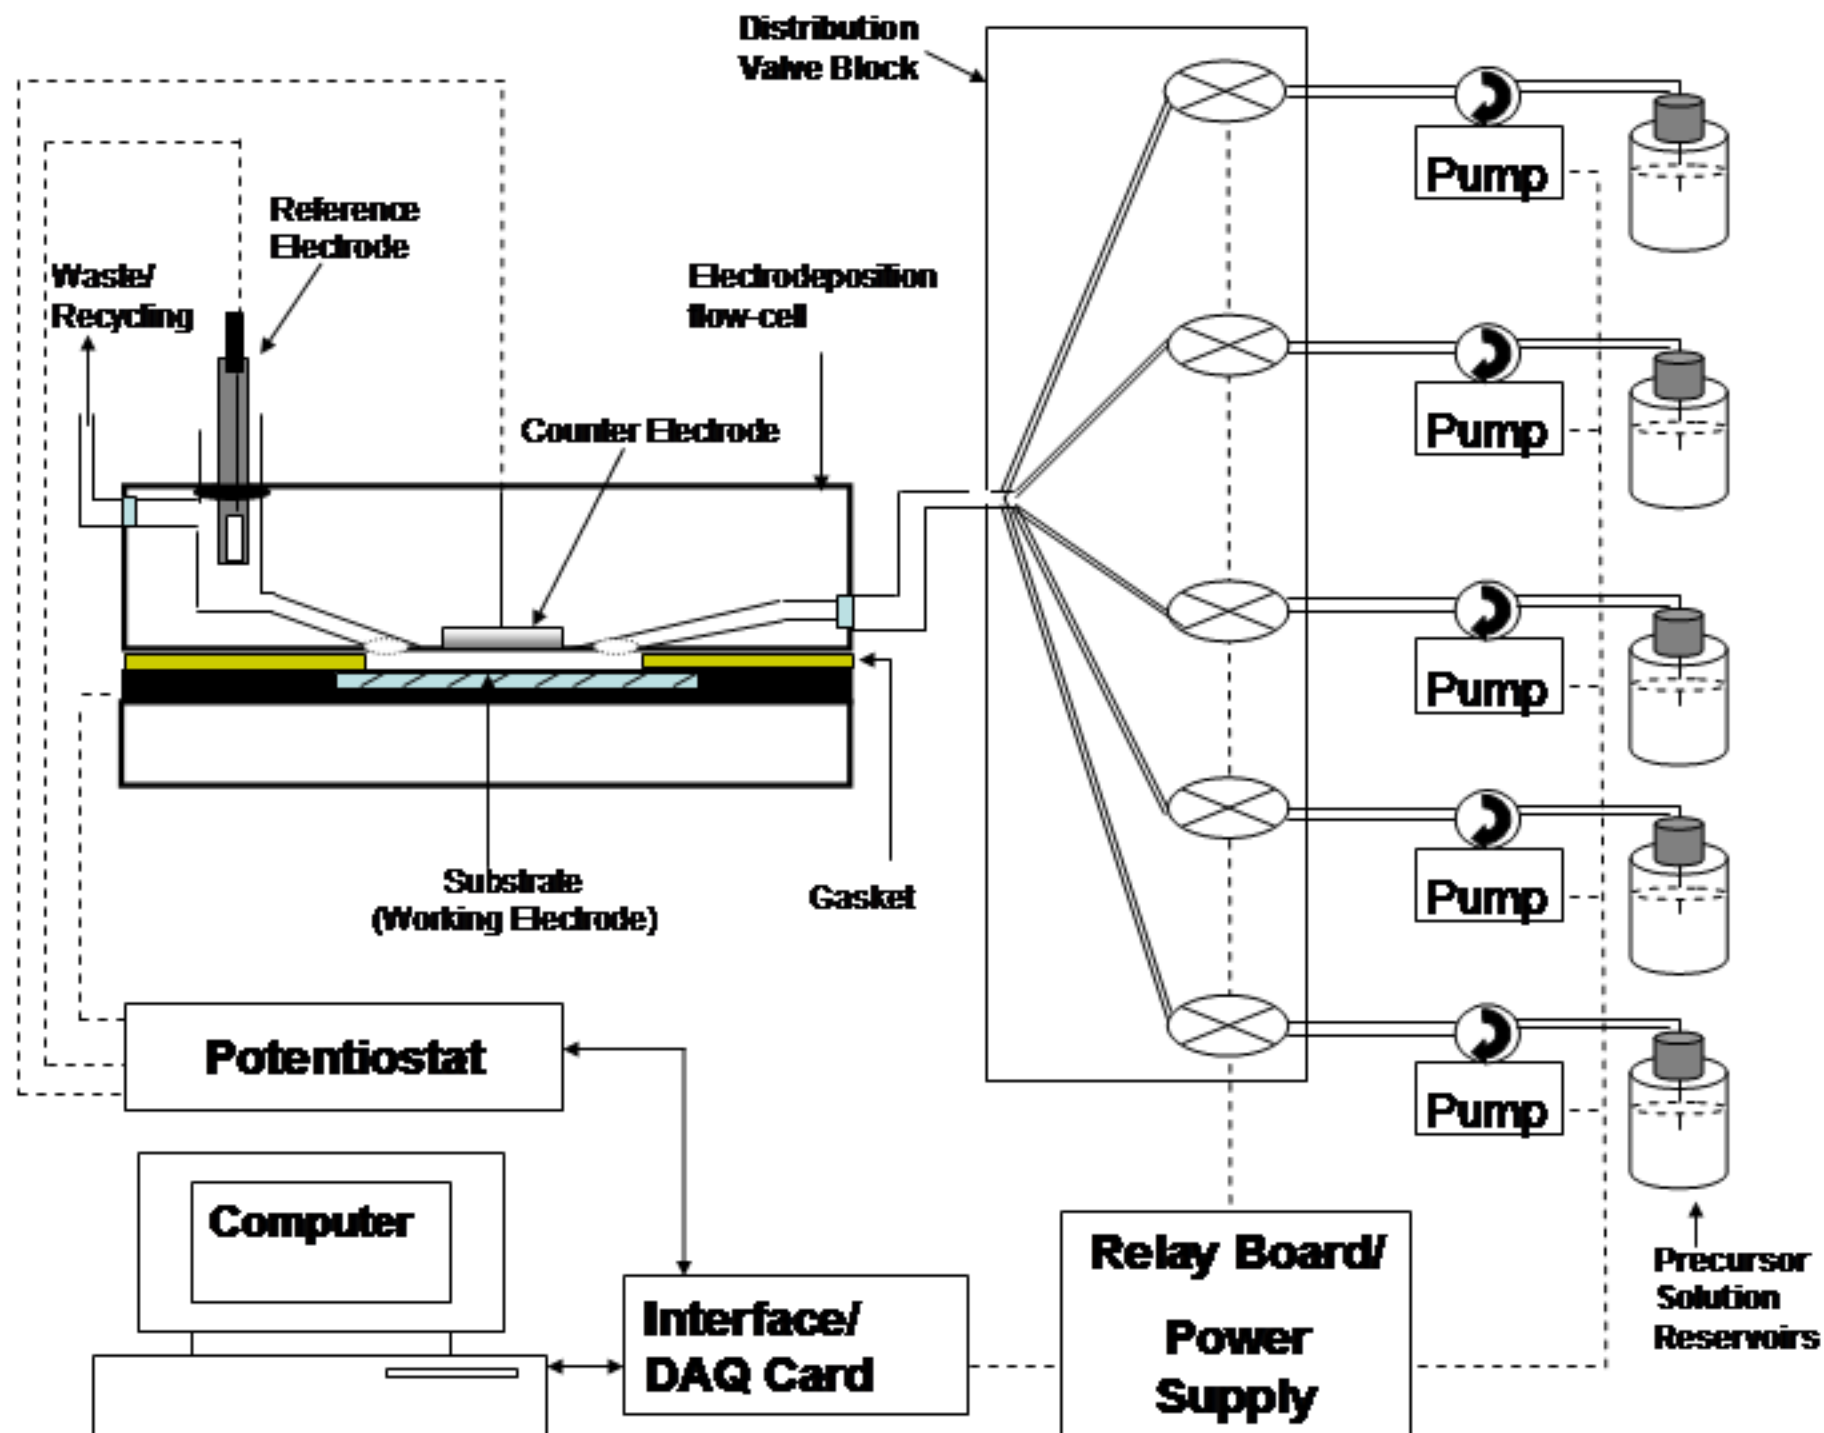 Distribution
Valve Block
Pump
Reference
Electrode
Waste/
Recycling
Electrodeposition
flow-cell
Pump
Counter Electrode
Pump
Substrate
(Working Electrode)
Gasket
Pump
Potentiostat
Pump
Computer
Relay Board/
Power
Supply
Interface/
DAQ Card
Precursor
Solution
Reservoirs